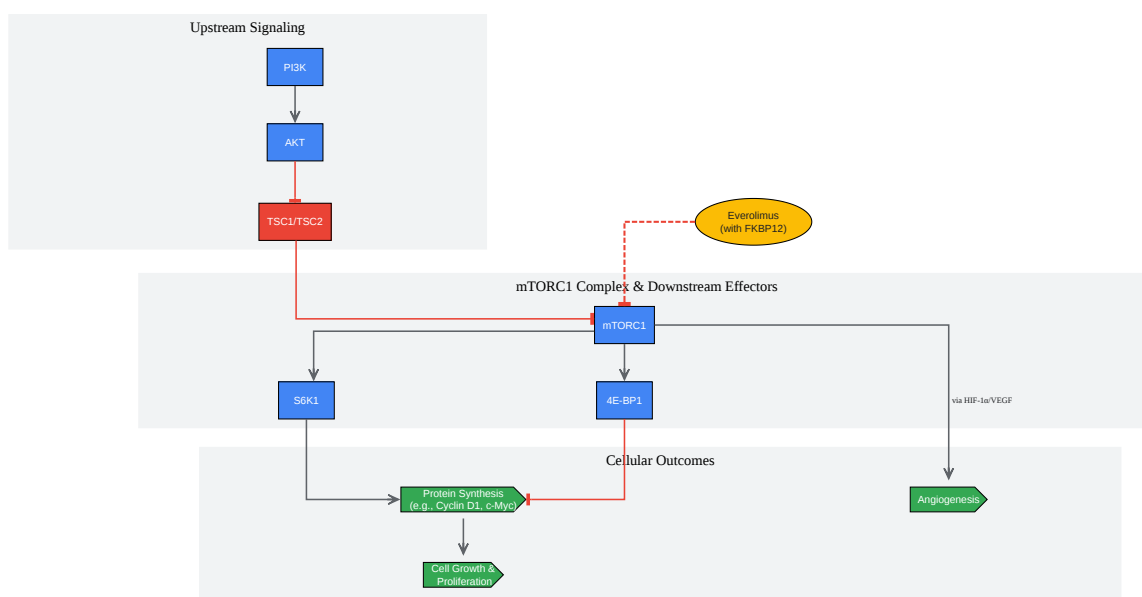 Upstream Signaling
PI3K
AKT
TSC1/TSC2
Everolimus
(with FKBP12)
mTORC1 Complex & Downstream Effectors
mTORC1
S6K1
4E-BP1
via HIF-1α/VEGF
Cellular Outcomes
Protein Synthesis
(e.g., Cyclin D1, c-Myc)
Angiogenesis
Cell Growth &
Proliferation